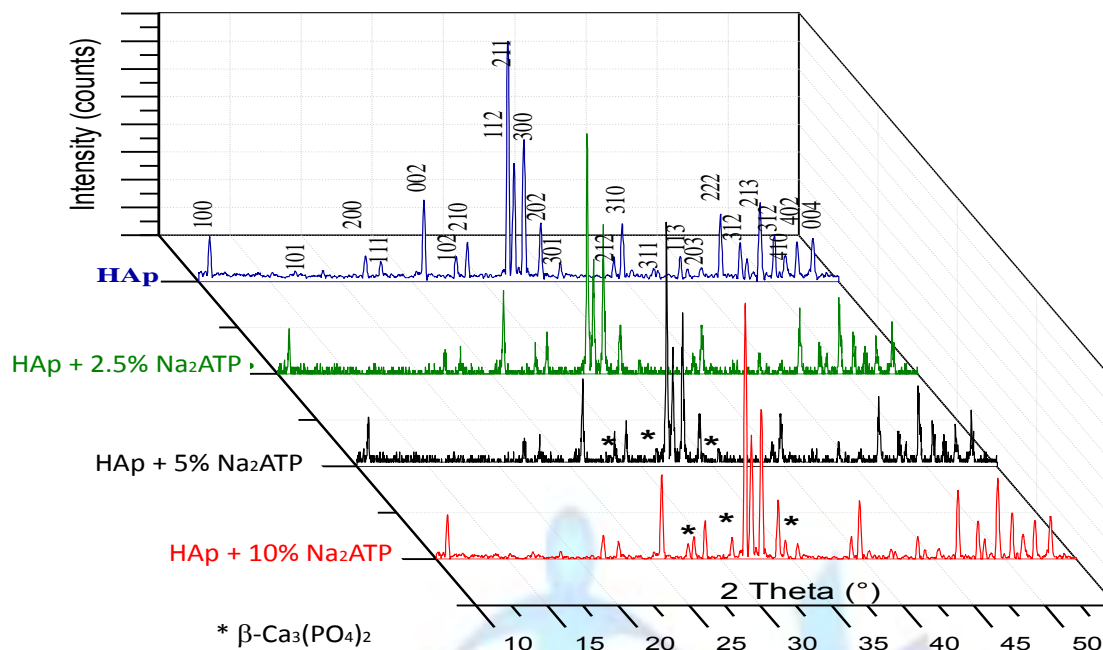 Intensity (counts)
100
101
200
111
002
102
210
211
112
300
202
301
212
310
311
113
203
222
312
213
312
410
402
004
HAp
HAp + 2.5% Na₂ATP
HAp + 5% Na₂ATP
* * *
HAp + 10% Na₂ATP
* * *
2 Theta (°)
10 15 20 25 30 35 40 45 50
* β-Ca₃(PO₄)₂